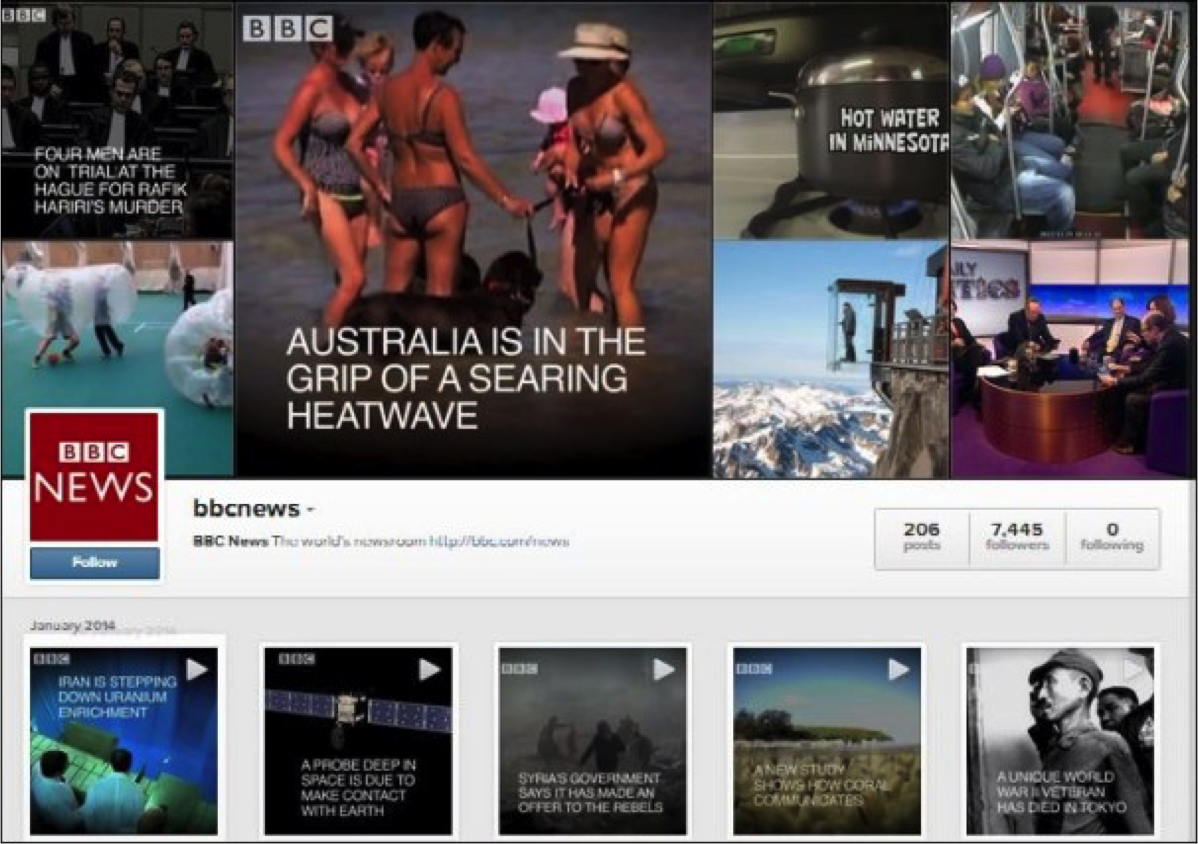 BBC
FOUR MEN ARE
ON TRIAL AT THE
HAGUE FOR RAFIK
HARIRI'S MURDER
BBC
AUSTRALIA IS IN THE
GRIP OF A SEARING
HEATWAVE
HOT WATER
IN MINNESOTA
BBC
NEWS
Follow
bbcnews
BBC News The world's newsroom http://bbc.com/news
206
posts
7,445
followers
0
following
January 2014
BBC
IRAN IS STEPPING
DOWN URANIUM
ENRICHMENT
BBC
A PROBE DEEP IN
SPACE IS DUE TO
MAKE CONTACT
WITH EARTH
BBC
SYRIA'S GOVERNMENT
SAYS IT HAS MADE AN
OFFER TO THE REBELS
BBC
A NEW STUDY
SHOWS HOW CORAL
COMMUNICATES
A UNIQUE WORLD
WAR II VETERAN
HAS DIED IN TOKYO